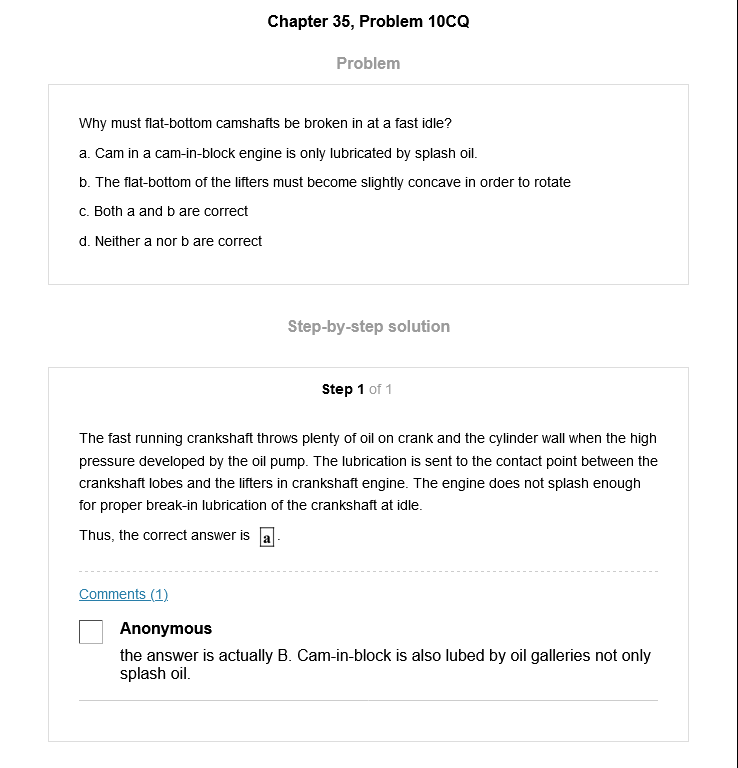 Chapter 35, Problem 10CQ
Problem
Why must flat-bottom camshafts be broken in at a fast idle?
a. Cam in a cam-in-block engine is only lubricated by splash oil.
b. The flat-bottom of the lifters must become slightly concave in order to rotate
c. Both a and b are correct
d. Neither a nor b are correct
Step-by-step solution
Step 1 of 1
The fast running crankshaft throws plenty of oil on crank and the cylinder wall when the high
pressure developed by the oil pump. The lubrication is sent to the contact point between the
crankshaft lobes and the lifters in crankshaft engine. The engine does not splash enough
for proper break-in lubrication of the crankshaft at idle.
Thus, the correct answer is a.
Comments (1)
Anonymous
the answer is actually B. Cam-in-block is also lubed by oil galleries not only
splash oil.